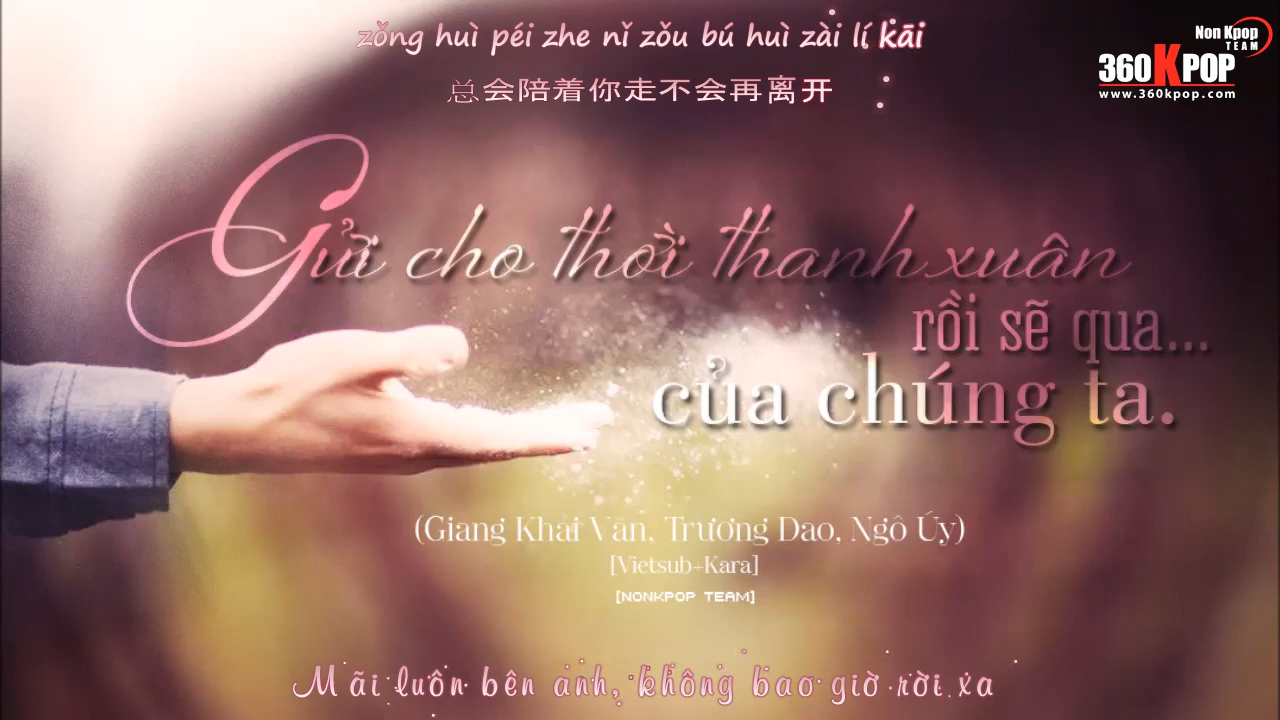 zǒng huì péi zhe nǐ zǒu bú huì zài lí kāi
总会陪着你走不会再离开
Non Kpop
TEAM
360KPOP
www.360kpop.com
Gửi cho thời thanh xuân
rồi sẽ qua...
của chúng ta.
(Giang Khải Văn, Trương Dao, Ngô Úy)
[Vietsub+Kara]
[NONKPOP TEAM]
Mãi luôn bên anh, không bao giờ rời xa